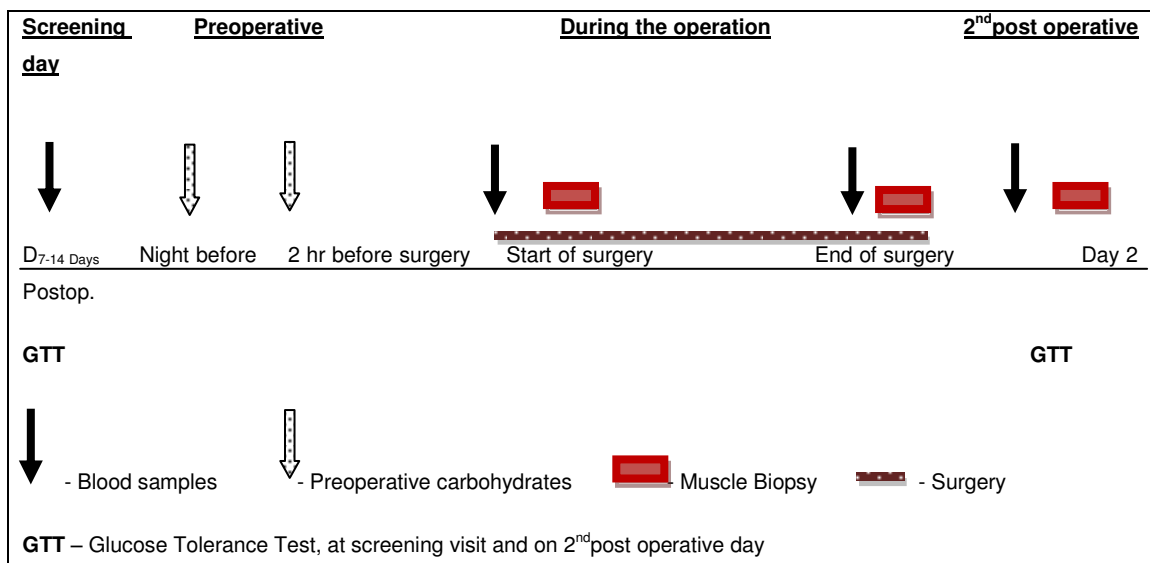 Screening Preoperative During the operation 2nd post operative
day
D7-14 Days Night before 2 hr before surgery Start of surgery End of surgery Day 2
Postop.
GTT GTT
- Blood samples - Preoperative carbohydrates - Muscle Biopsy - Surgery
GTT – Glucose Tolerance Test, at screening visit and on 2nd post operative day